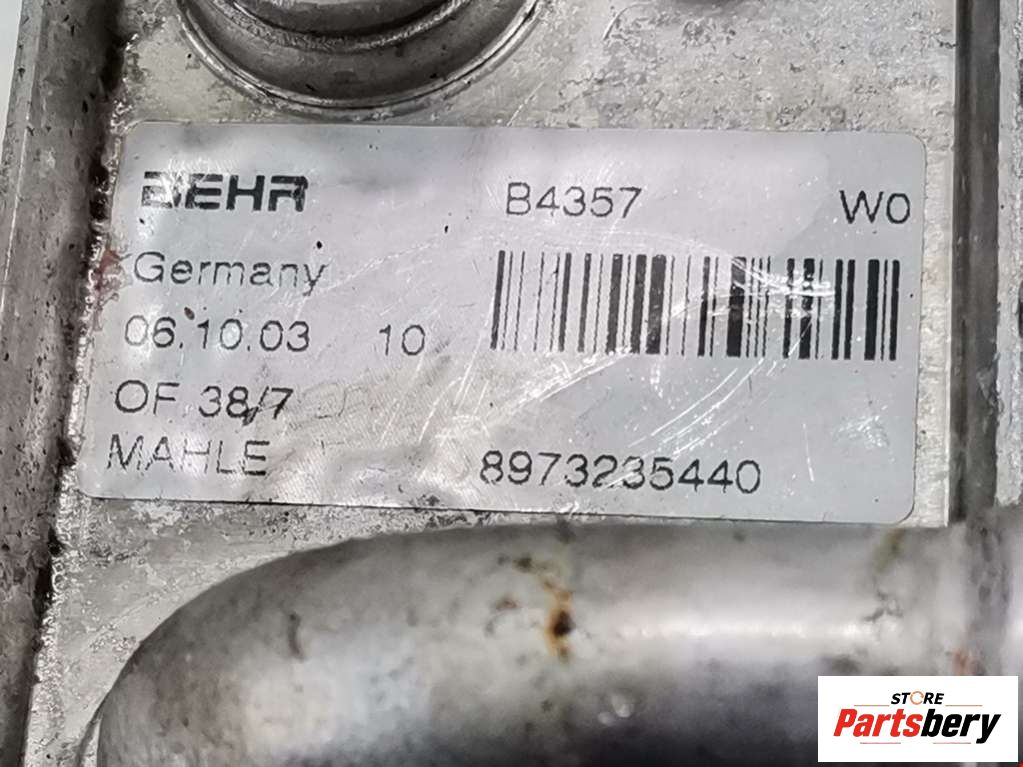 BEHR B4357 W0
Germany
06.10.03 10
OF 38/7
MAHLE 8973235440
STORE
Partsbery